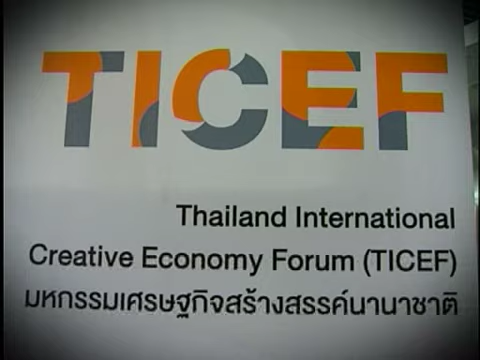 TICEF
Thailand International
Creative Economy Forum (TICEF)
มหกรรมเศรษฐกิจสร้างสรรค์นานาชาติ